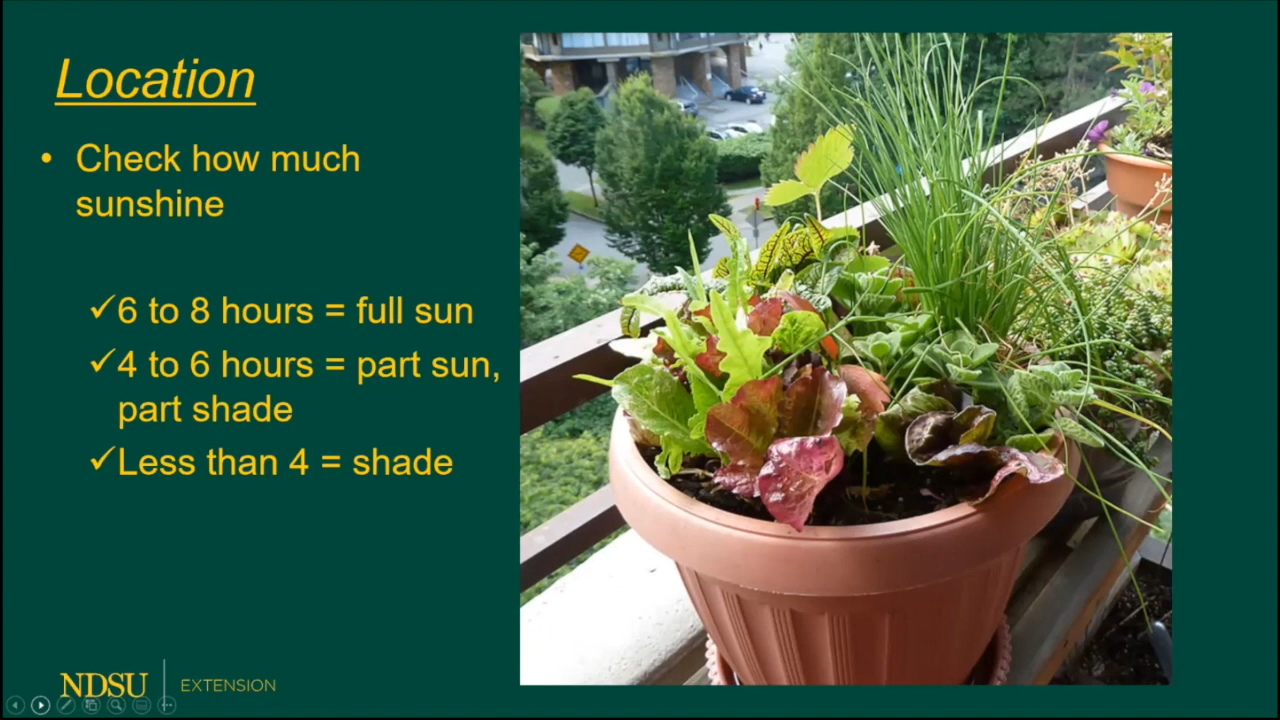 Location
• Check how much
sunshine
✓6 to 8 hours = full sun
✓4 to 6 hours = part sun,
part shade
✓Less than 4 = shade
NDSU | EXTENSION